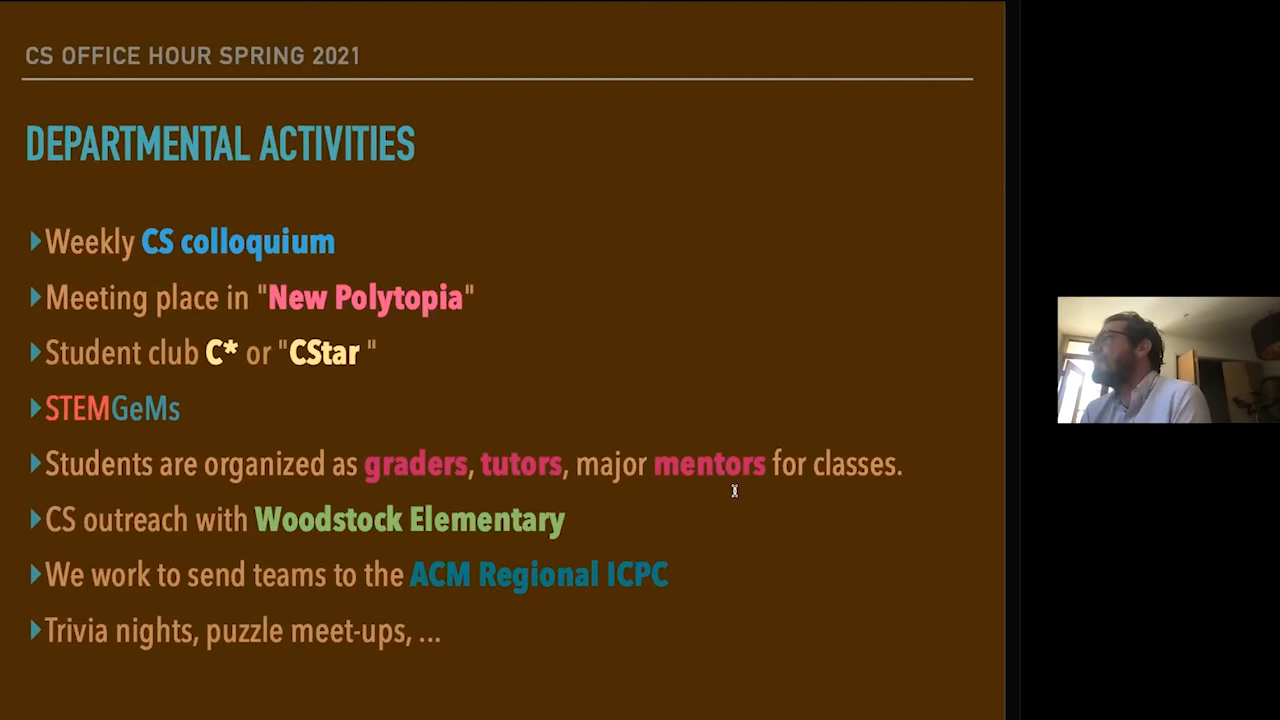 CS OFFICE HOUR SPRING 2021
DEPARTMENTAL ACTIVITIES
Weekly CS colloquium
Meeting place in "New Polytopia"
Student club C* or "CStar "
STEMGeMs
Students are organized as graders, tutors, major mentors for classes.
CS outreach with Woodstock Elementary
We work to send teams to the ACM Regional ICPC
Trivia nights, puzzle meet-ups, ...